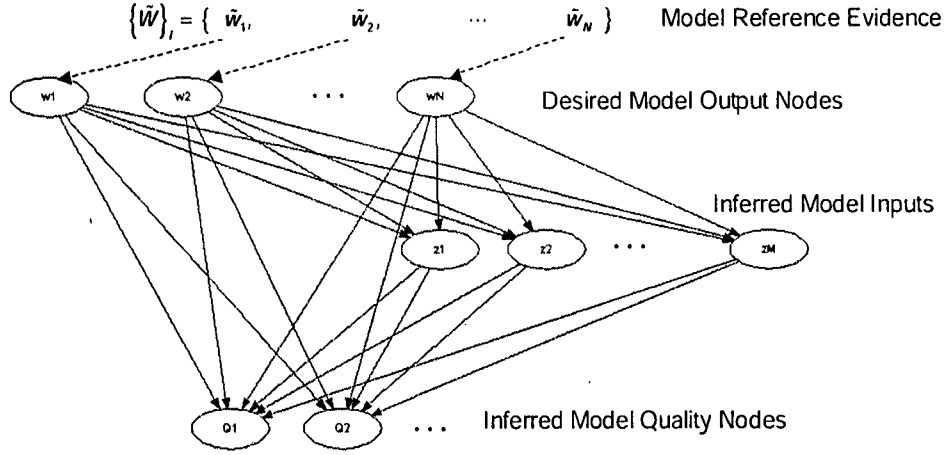 {W̃}ᵢ = { w̃₁, w̃₂, ⋯ w̃_N } Model Reference Evidence
w1 w2 ··· wN Desired Model Output Nodes
Inferred Model Inputs
z1 z2 ··· zM
Q1 Q2 ··· Inferred Model Quality Nodes